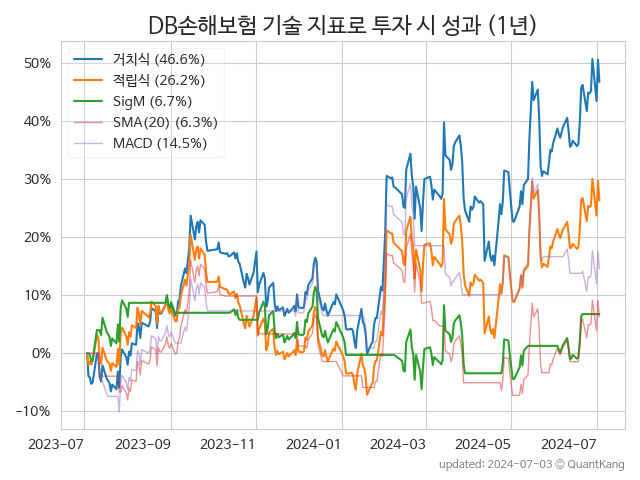 DB손해보험 기술 지표로 투자 시 성과 (1년)
거치식 (46.6%)
적립식 (26.2%)
SigM (6.7%)
SMA(20) (6.3%)
MACD (14.5%)
50%
40%
30%
20%
10%
0%
−10%
2023−07 2023−09 2023−11 2024−01 2024−03 2024−05 2024−07
updated: 2024-07-03 © QuantKang